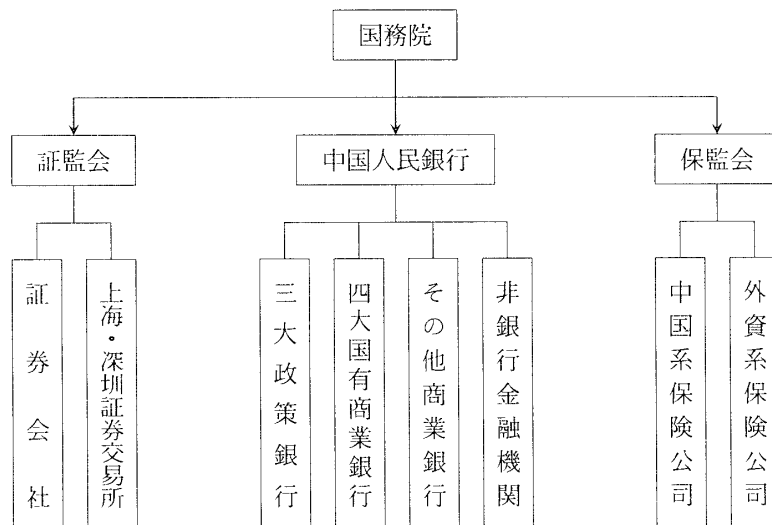 国務院
証監会
中国人民銀行
保監会
証券会社
上海・深圳証券交易所
三大政策銀行
四大国有商業銀行
その他商業銀行
非銀行金融機関
中国系保険公司
外資系保険公司